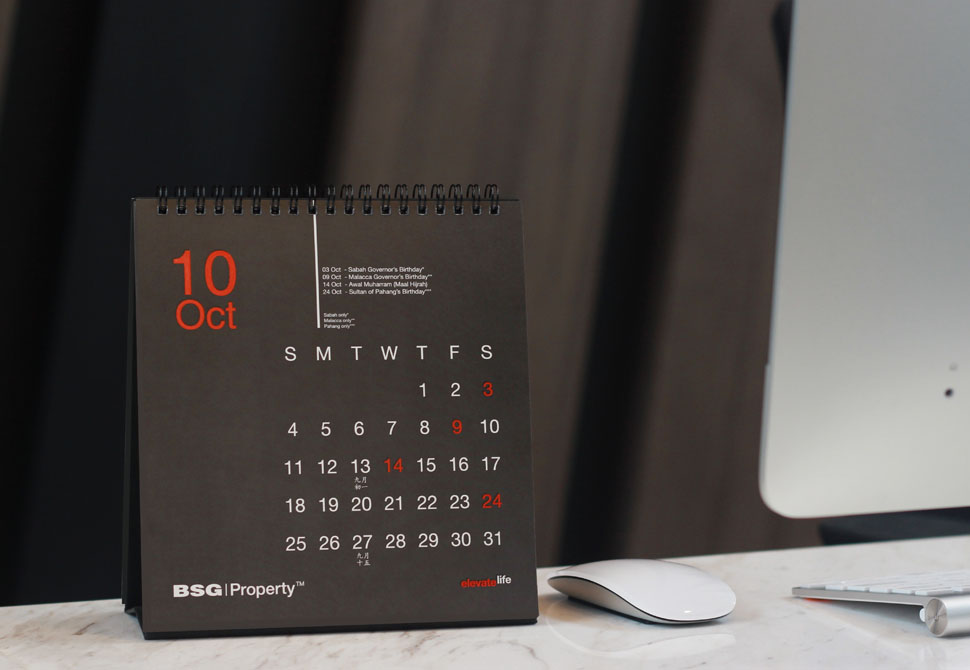 10
Oct
03 Oct - Sabah Governor's Birthday*
09 Oct - Malacca Governor's Birthday**
14 Oct - Awal Muharram (Maal Hijrah)
24 Oct - Sultan of Pahang's Birthday***
Sabah only*
Malacca only**
Pahang only***
S M T W T F S
1 2 3
4 5 6 7 8 9 10
11 12 13 14 15 16 17
九月
初一
18 19 20 21 22 23 24
25 26 27 28 29 30 31
九月
十五
BSG | Property™
elevatelife